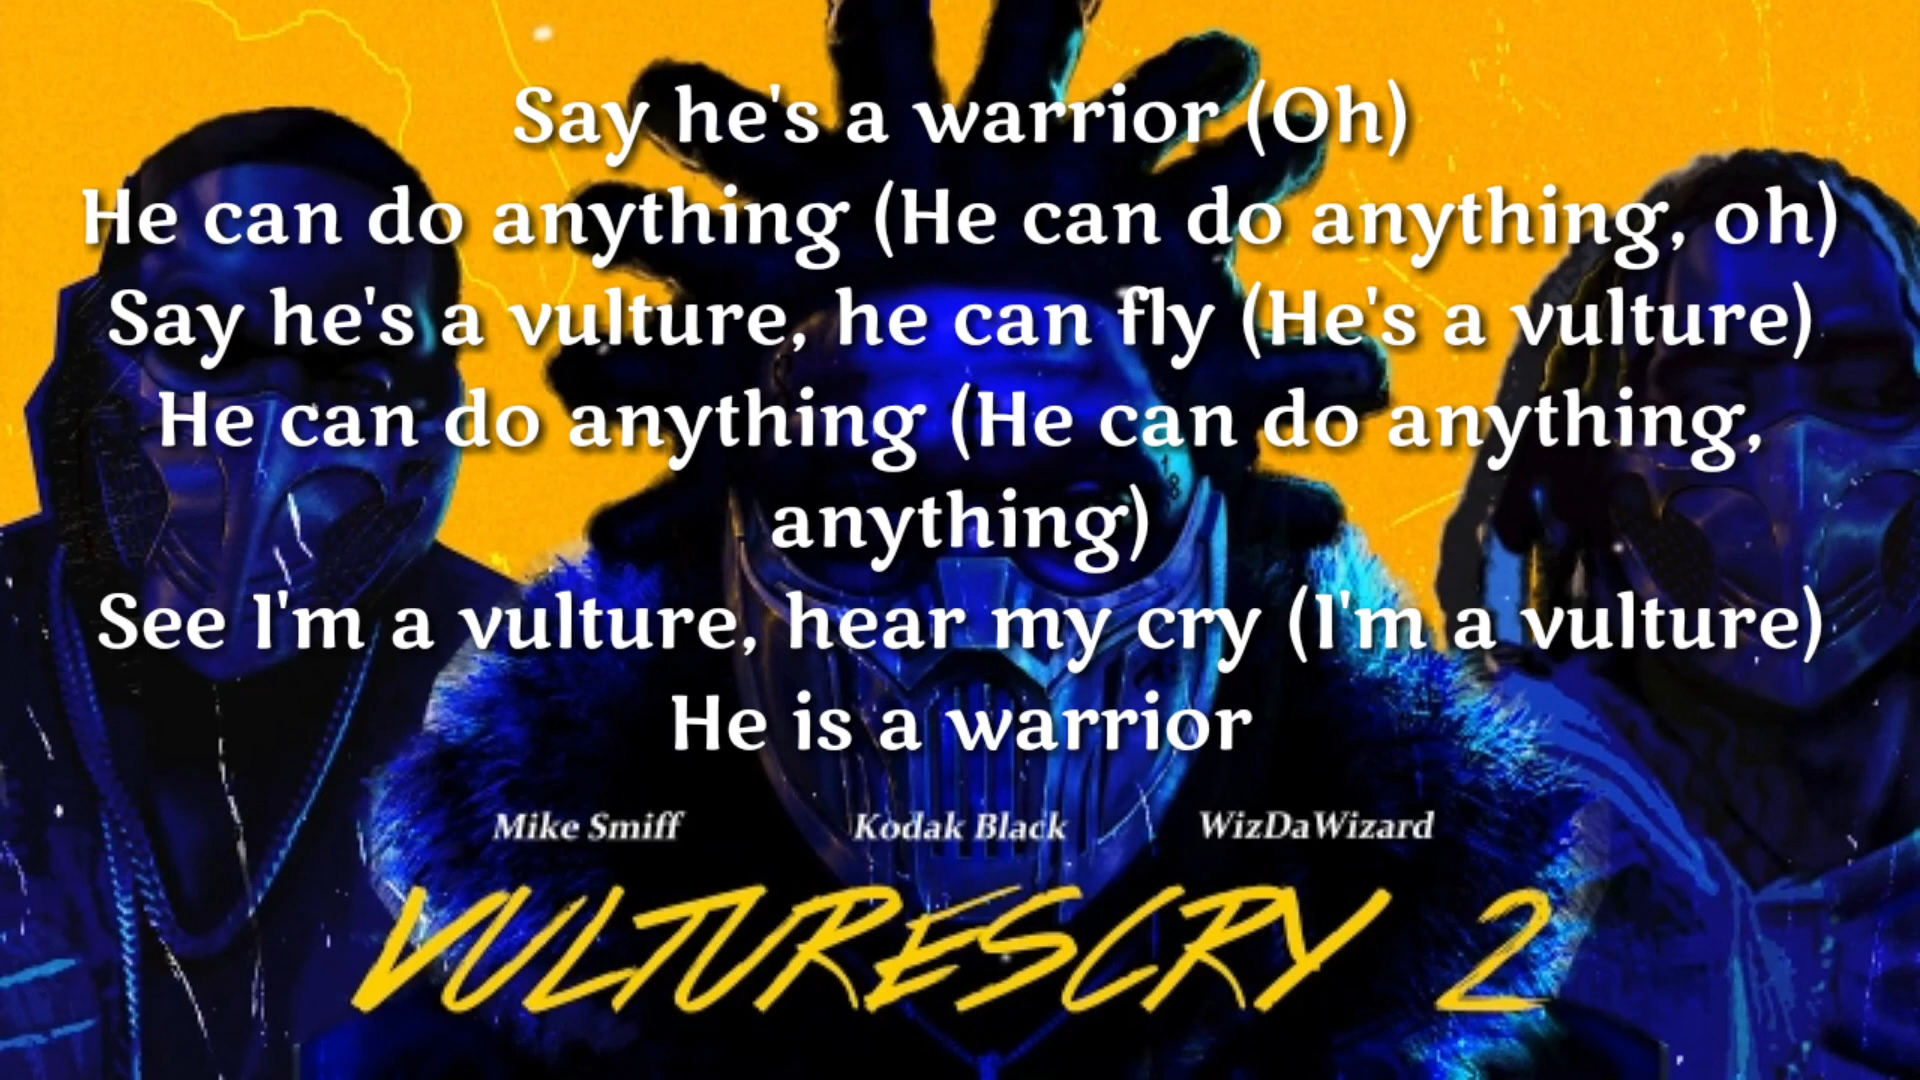 Say he's a warrior (Oh)
He can do anything (He can do anything, oh)
Say he's a vulture, he can fly (He's a vulture)
He can do anything (He can do anything,
anything)
See I'm a vulture, hear my cry (I'm a vulture)
He is a warrior
Mike Smiff Kodak Black WizDaWizard
VULTURES CRY 2